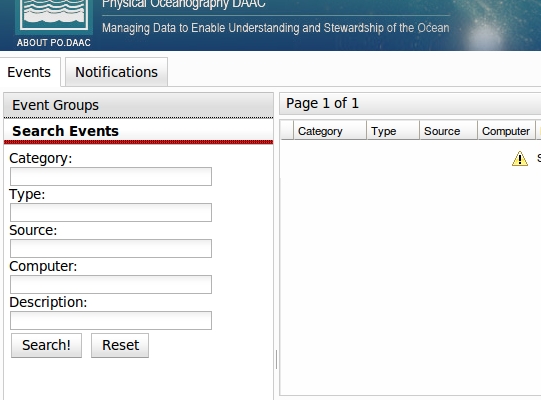 Physical Oceanography DAAC
Managing Data to Enable Understanding and Stewardship of the Ocean
ABOUT PO.DAAC
Events
Notifications
Event Groups
Search Events
Category:
Type:
Source:
Computer:
Description:
Search!
Reset
Page 1 of 1
Category
Type
Source
Computer